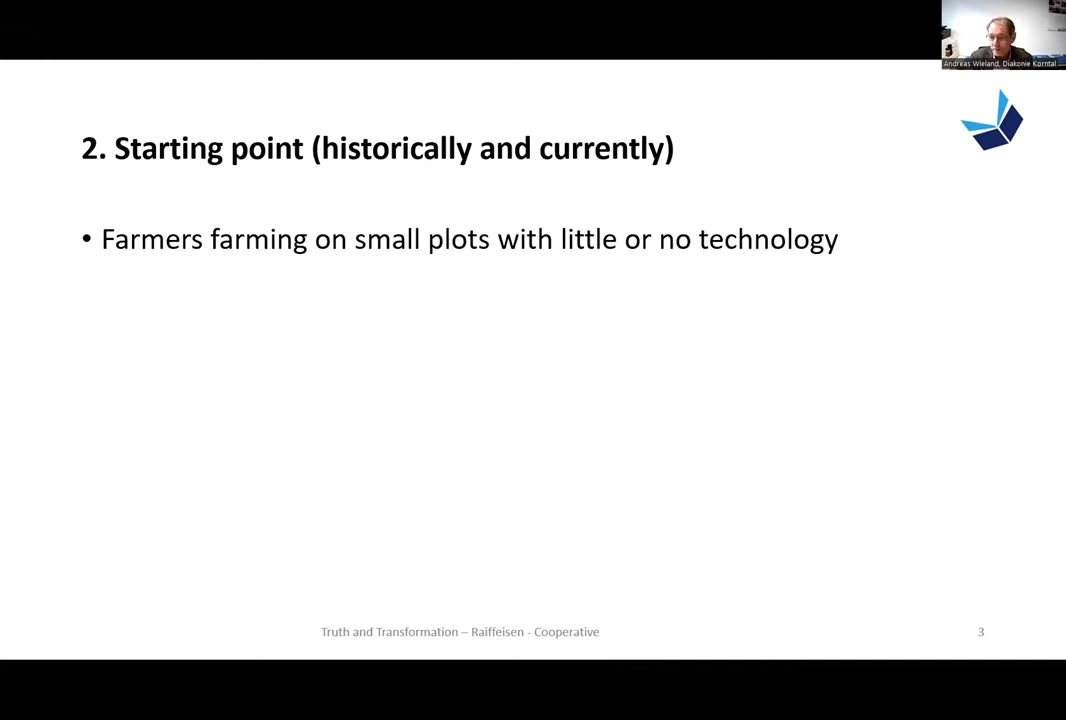 Andreas Wieland, Diakonie Korntal
2. Starting point (historically and currently)
• Farmers farming on small plots with little or no technology
Truth and Transformation – Raiffeisen - Cooperative
3